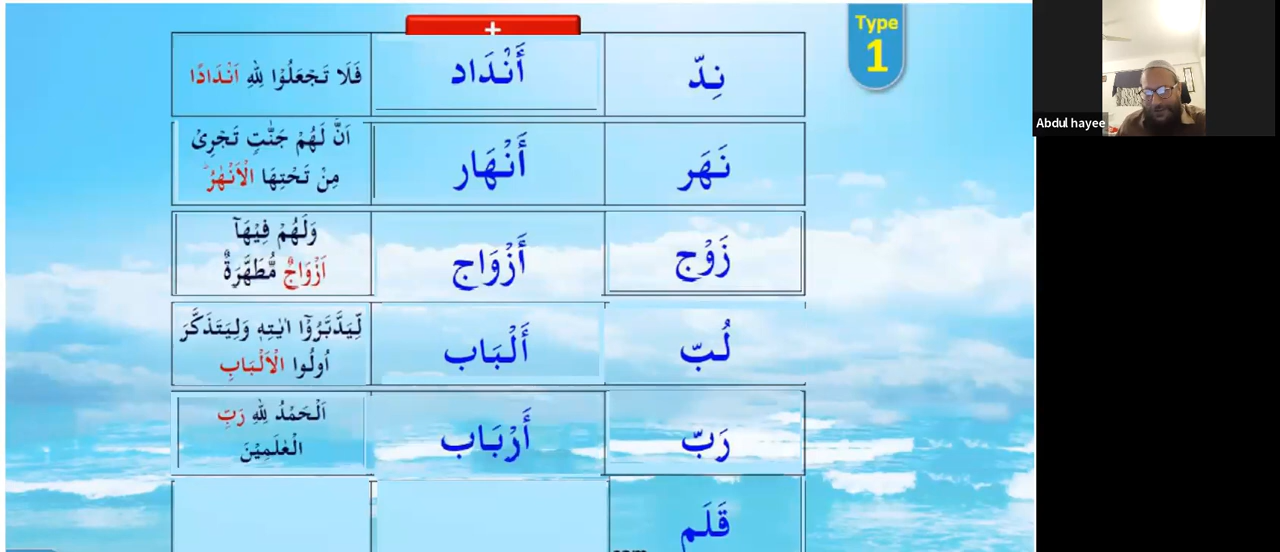 +
Type
1
نِدّ
أَنْدَاد
فَلَا تَجْعَلُوْا لِلّٰهِ اَنْدَادًا
نَهَر
أَنْهَار
اَنَّ لَهُمْ جَنّٰتٍ تَجْرِىْ
مِنْ تَحْتِهَا الْاَنْهٰرُ
زَوْج
أَزْوَاج
وَلَهُمْ فِيْهَآ
اَزْوَاجٌ مُّطَهَّرَةٌ
لُبّ
أَلْبَاب
لِّيَدَّبَّرُوْٓا اٰيٰتِهٖ وَلِيَتَذَكَّرَ
اُولُوا الْاَلْبَابِ
رَبّ
أَرْبَاب
اَلْحَمْدُ لِلّٰهِ رَبِّ
الْعٰلَمِيْنَ
قَلَم
Abdul hayee